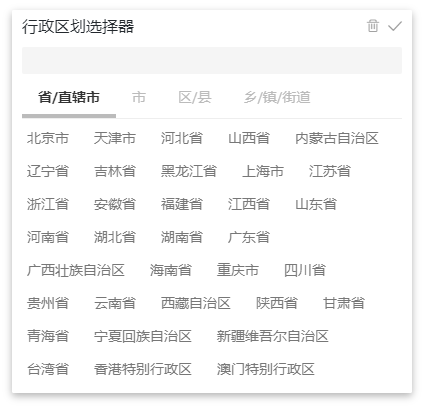 行政区划选择器
省/直辖市 市 区/县 乡/镇/街道
北京市 天津市 河北省 山西省 内蒙古自治区
辽宁省 吉林省 黑龙江省 上海市 江苏省
浙江省 安徽省 福建省 江西省 山东省
河南省 湖北省 湖南省 广东省
广西壮族自治区 海南省 重庆市 四川省
贵州省 云南省 西藏自治区 陕西省 甘肃省
青海省 宁夏回族自治区 新疆维吾尔自治区
台湾省 香港特别行政区 澳门特别行政区